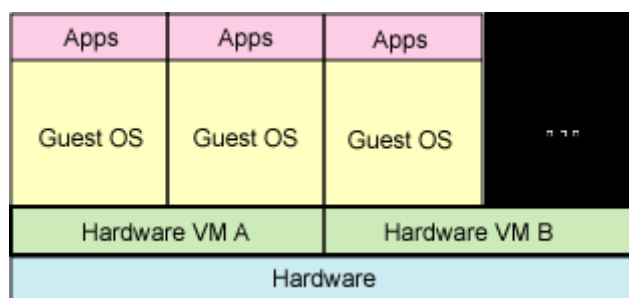 Apps Apps Apps
Guest OS Guest OS Guest OS ...
Hardware VM A Hardware VM B
Hardware